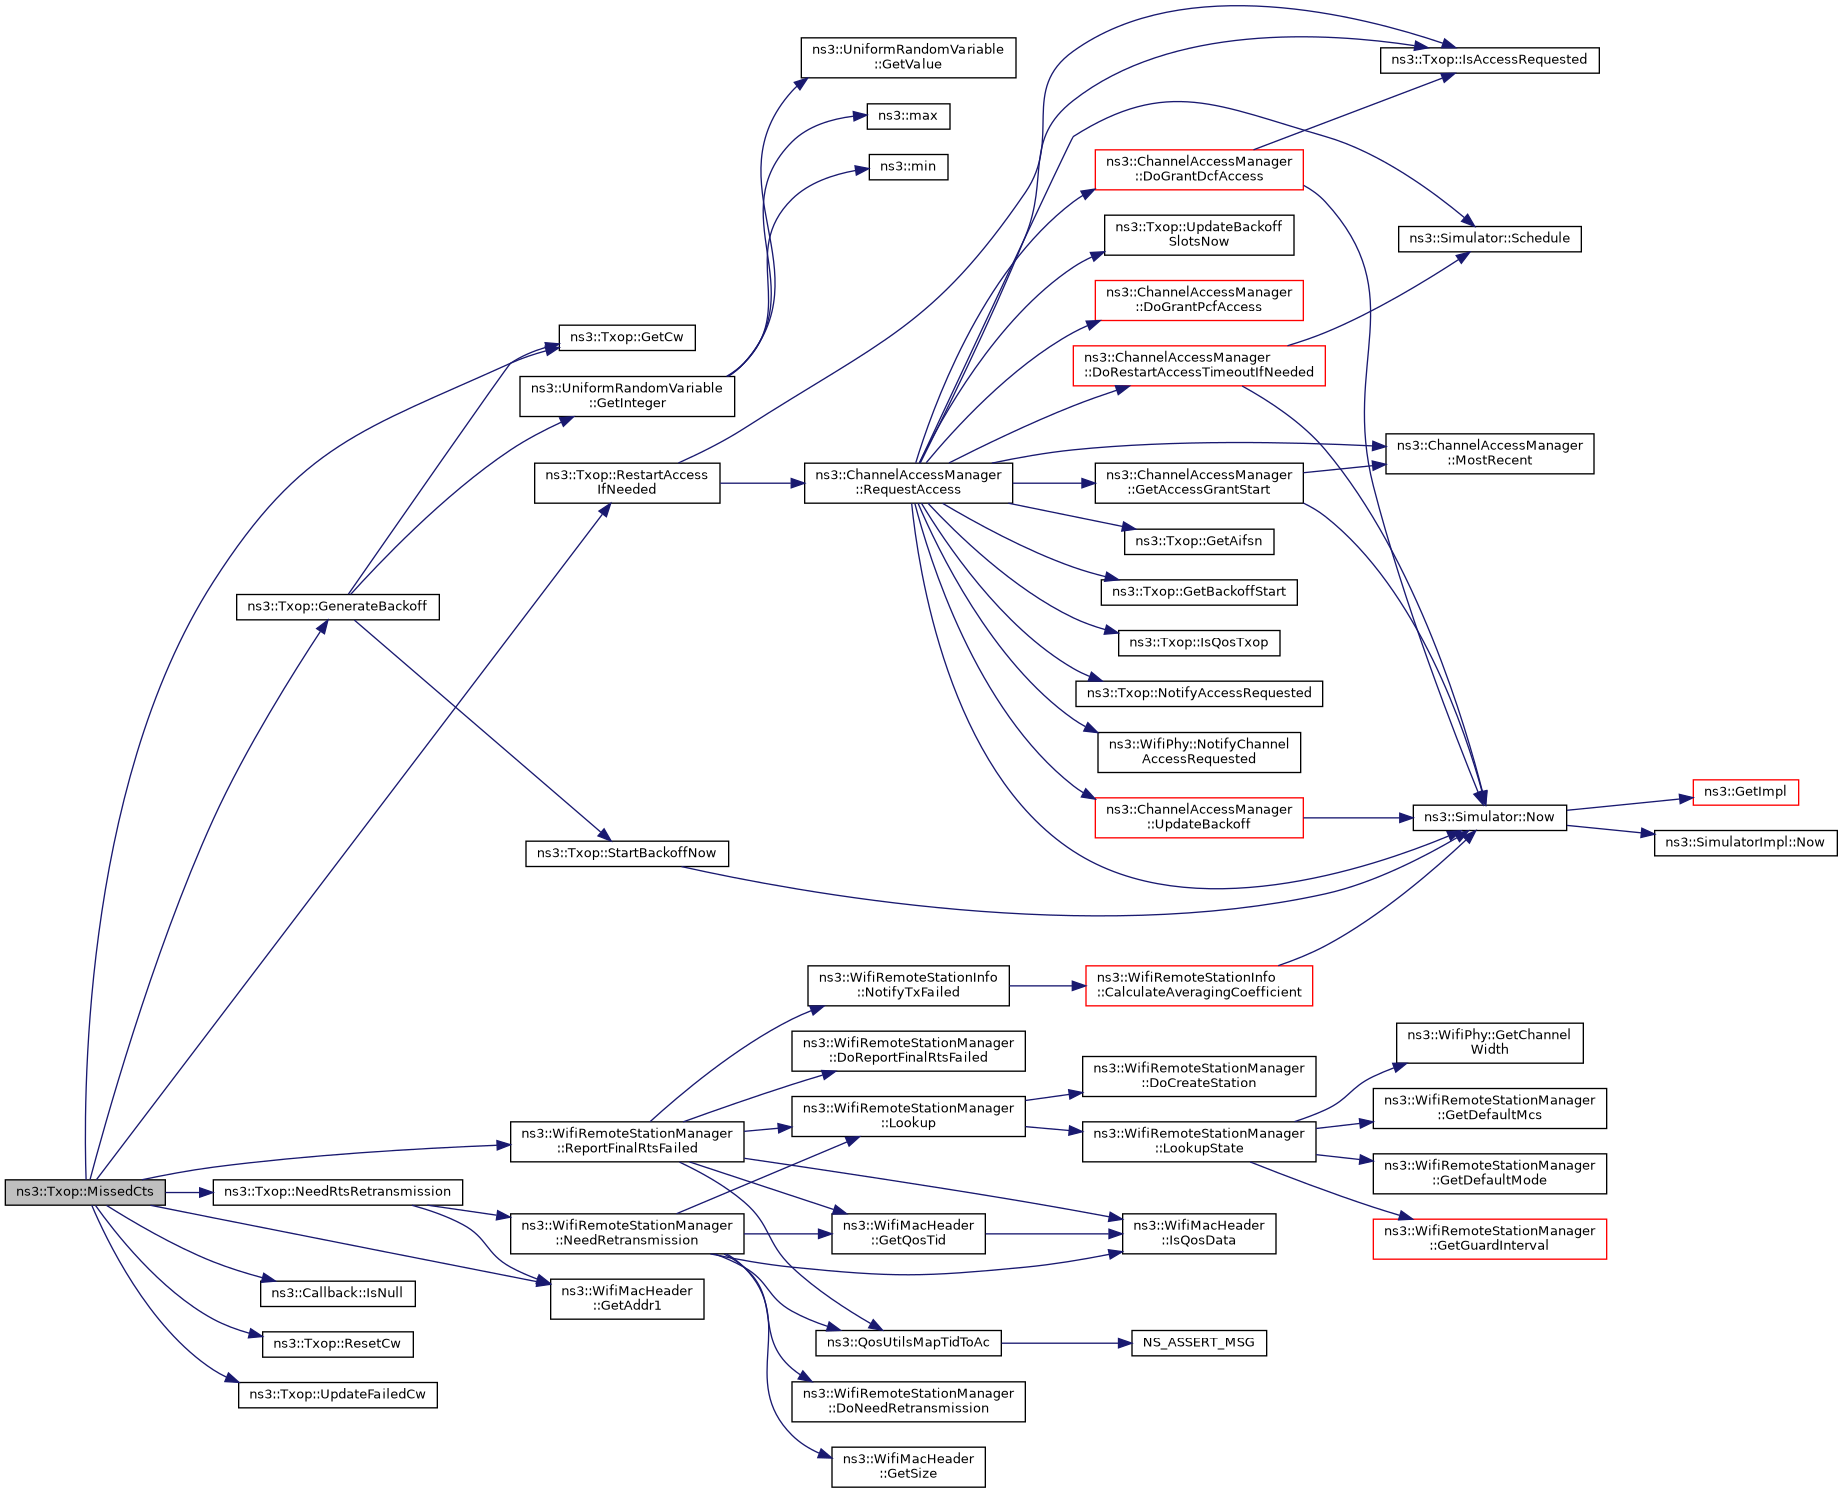 ns3::UniformRandomVariable
::GetValue
ns3::Txop::IsAccessRequested
ns3::max
ns3::min
ns3::ChannelAccessManager
::DoGrantDcfAccess
ns3::Txop::UpdateBackoff
SlotsNow
ns3::Simulator::Schedule
ns3::ChannelAccessManager
::DoGrantPcfAccess
ns3::Txop::GetCw
ns3::ChannelAccessManager
::DoRestartAccessTimeoutIfNeeded
ns3::UniformRandomVariable
::GetInteger
ns3::ChannelAccessManager
::MostRecent
ns3::Txop::RestartAccess
IfNeeded
ns3::ChannelAccessManager
::RequestAccess
ns3::ChannelAccessManager
::GetAccessGrantStart
ns3::Txop::GetAifsn
ns3::Txop::GetBackoffStart
ns3::Txop::GenerateBackoff
ns3::Txop::IsQosTxop
ns3::Txop::NotifyAccessRequested
ns3::WifiPhy::NotifyChannel
AccessRequested
ns3::GetImpl
ns3::ChannelAccessManager
::UpdateBackoff
ns3::Simulator::Now
ns3::SimulatorImpl::Now
ns3::Txop::StartBackoffNow
ns3::WifiRemoteStationInfo
::NotifyTxFailed
ns3::WifiRemoteStationInfo
::CalculateAveragingCoefficient
ns3::WifiPhy::GetChannel
Width
ns3::WifiRemoteStationManager
::DoReportFinalRtsFailed
ns3::WifiRemoteStationManager
::DoCreateStation
ns3::WifiRemoteStationManager
::GetDefaultMcs
ns3::WifiRemoteStationManager
::Lookup
ns3::WifiRemoteStationManager
::ReportFinalRtsFailed
ns3::WifiRemoteStationManager
::LookupState
ns3::WifiRemoteStationManager
::GetDefaultMode
ns3::Txop::MissedCts
ns3::Txop::NeedRtsRetransmission
ns3::WifiRemoteStationManager
::NeedRetransmission
ns3::WifiMacHeader
::GetQosTid
ns3::WifiMacHeader
::IsQosData
ns3::WifiRemoteStationManager
::GetGuardInterval
ns3::Callback::IsNull
ns3::WifiMacHeader
::GetAddr1
ns3::Txop::ResetCw
ns3::QosUtilsMapTidToAc
NS_ASSERT_MSG
ns3::Txop::UpdateFailedCw
ns3::WifiRemoteStationManager
::DoNeedRetransmission
ns3::WifiMacHeader
::GetSize